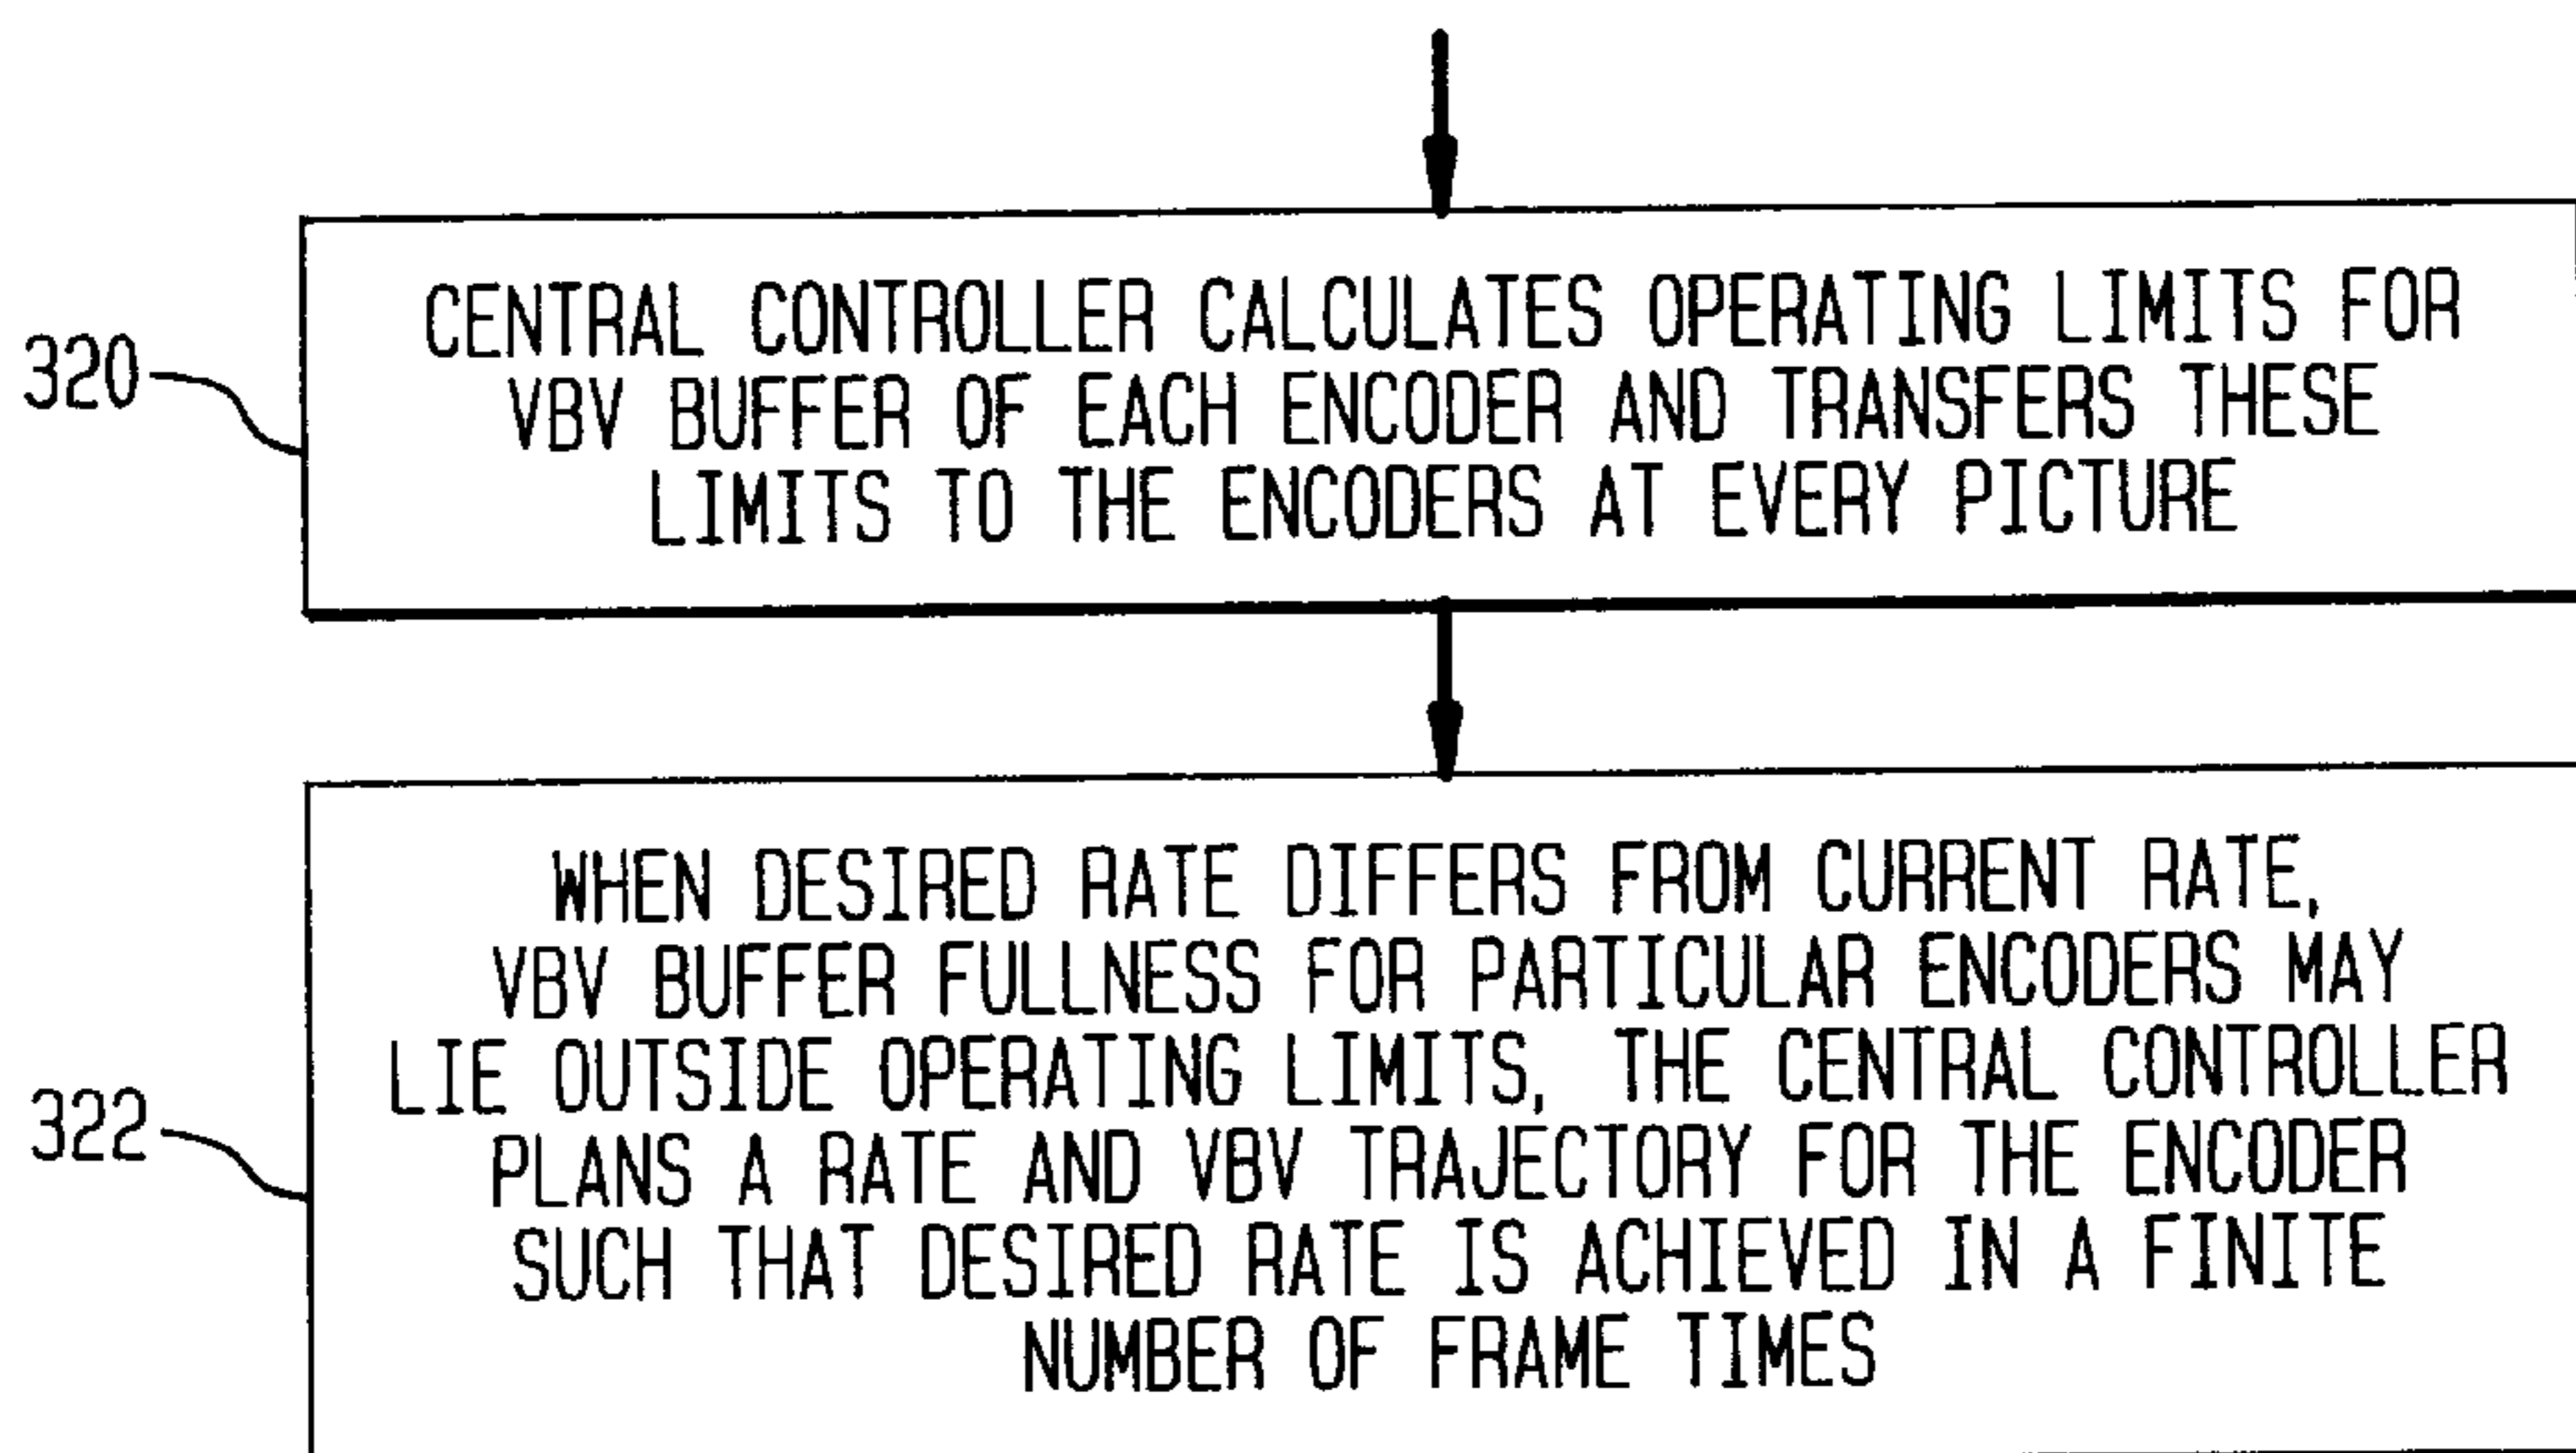 320
CENTRAL CONTROLLER CALCULATES OPERATING LIMITS FOR
VBV BUFFER OF EACH ENCODER AND TRANSFERS THESE
LIMITS TO THE ENCODERS AT EVERY PICTURE
322
WHEN DESIRED RATE DIFFERS FROM CURRENT RATE,
VBV BUFFER FULLNESS FOR PARTICULAR ENCODERS MAY
LIE OUTSIDE OPERATING LIMITS, THE CENTRAL CONTROLLER
PLANS A RATE AND VBV TRAJECTORY FOR THE ENCODER
SUCH THAT DESIRED RATE IS ACHIEVED IN A FINITE
NUMBER OF FRAME TIMES